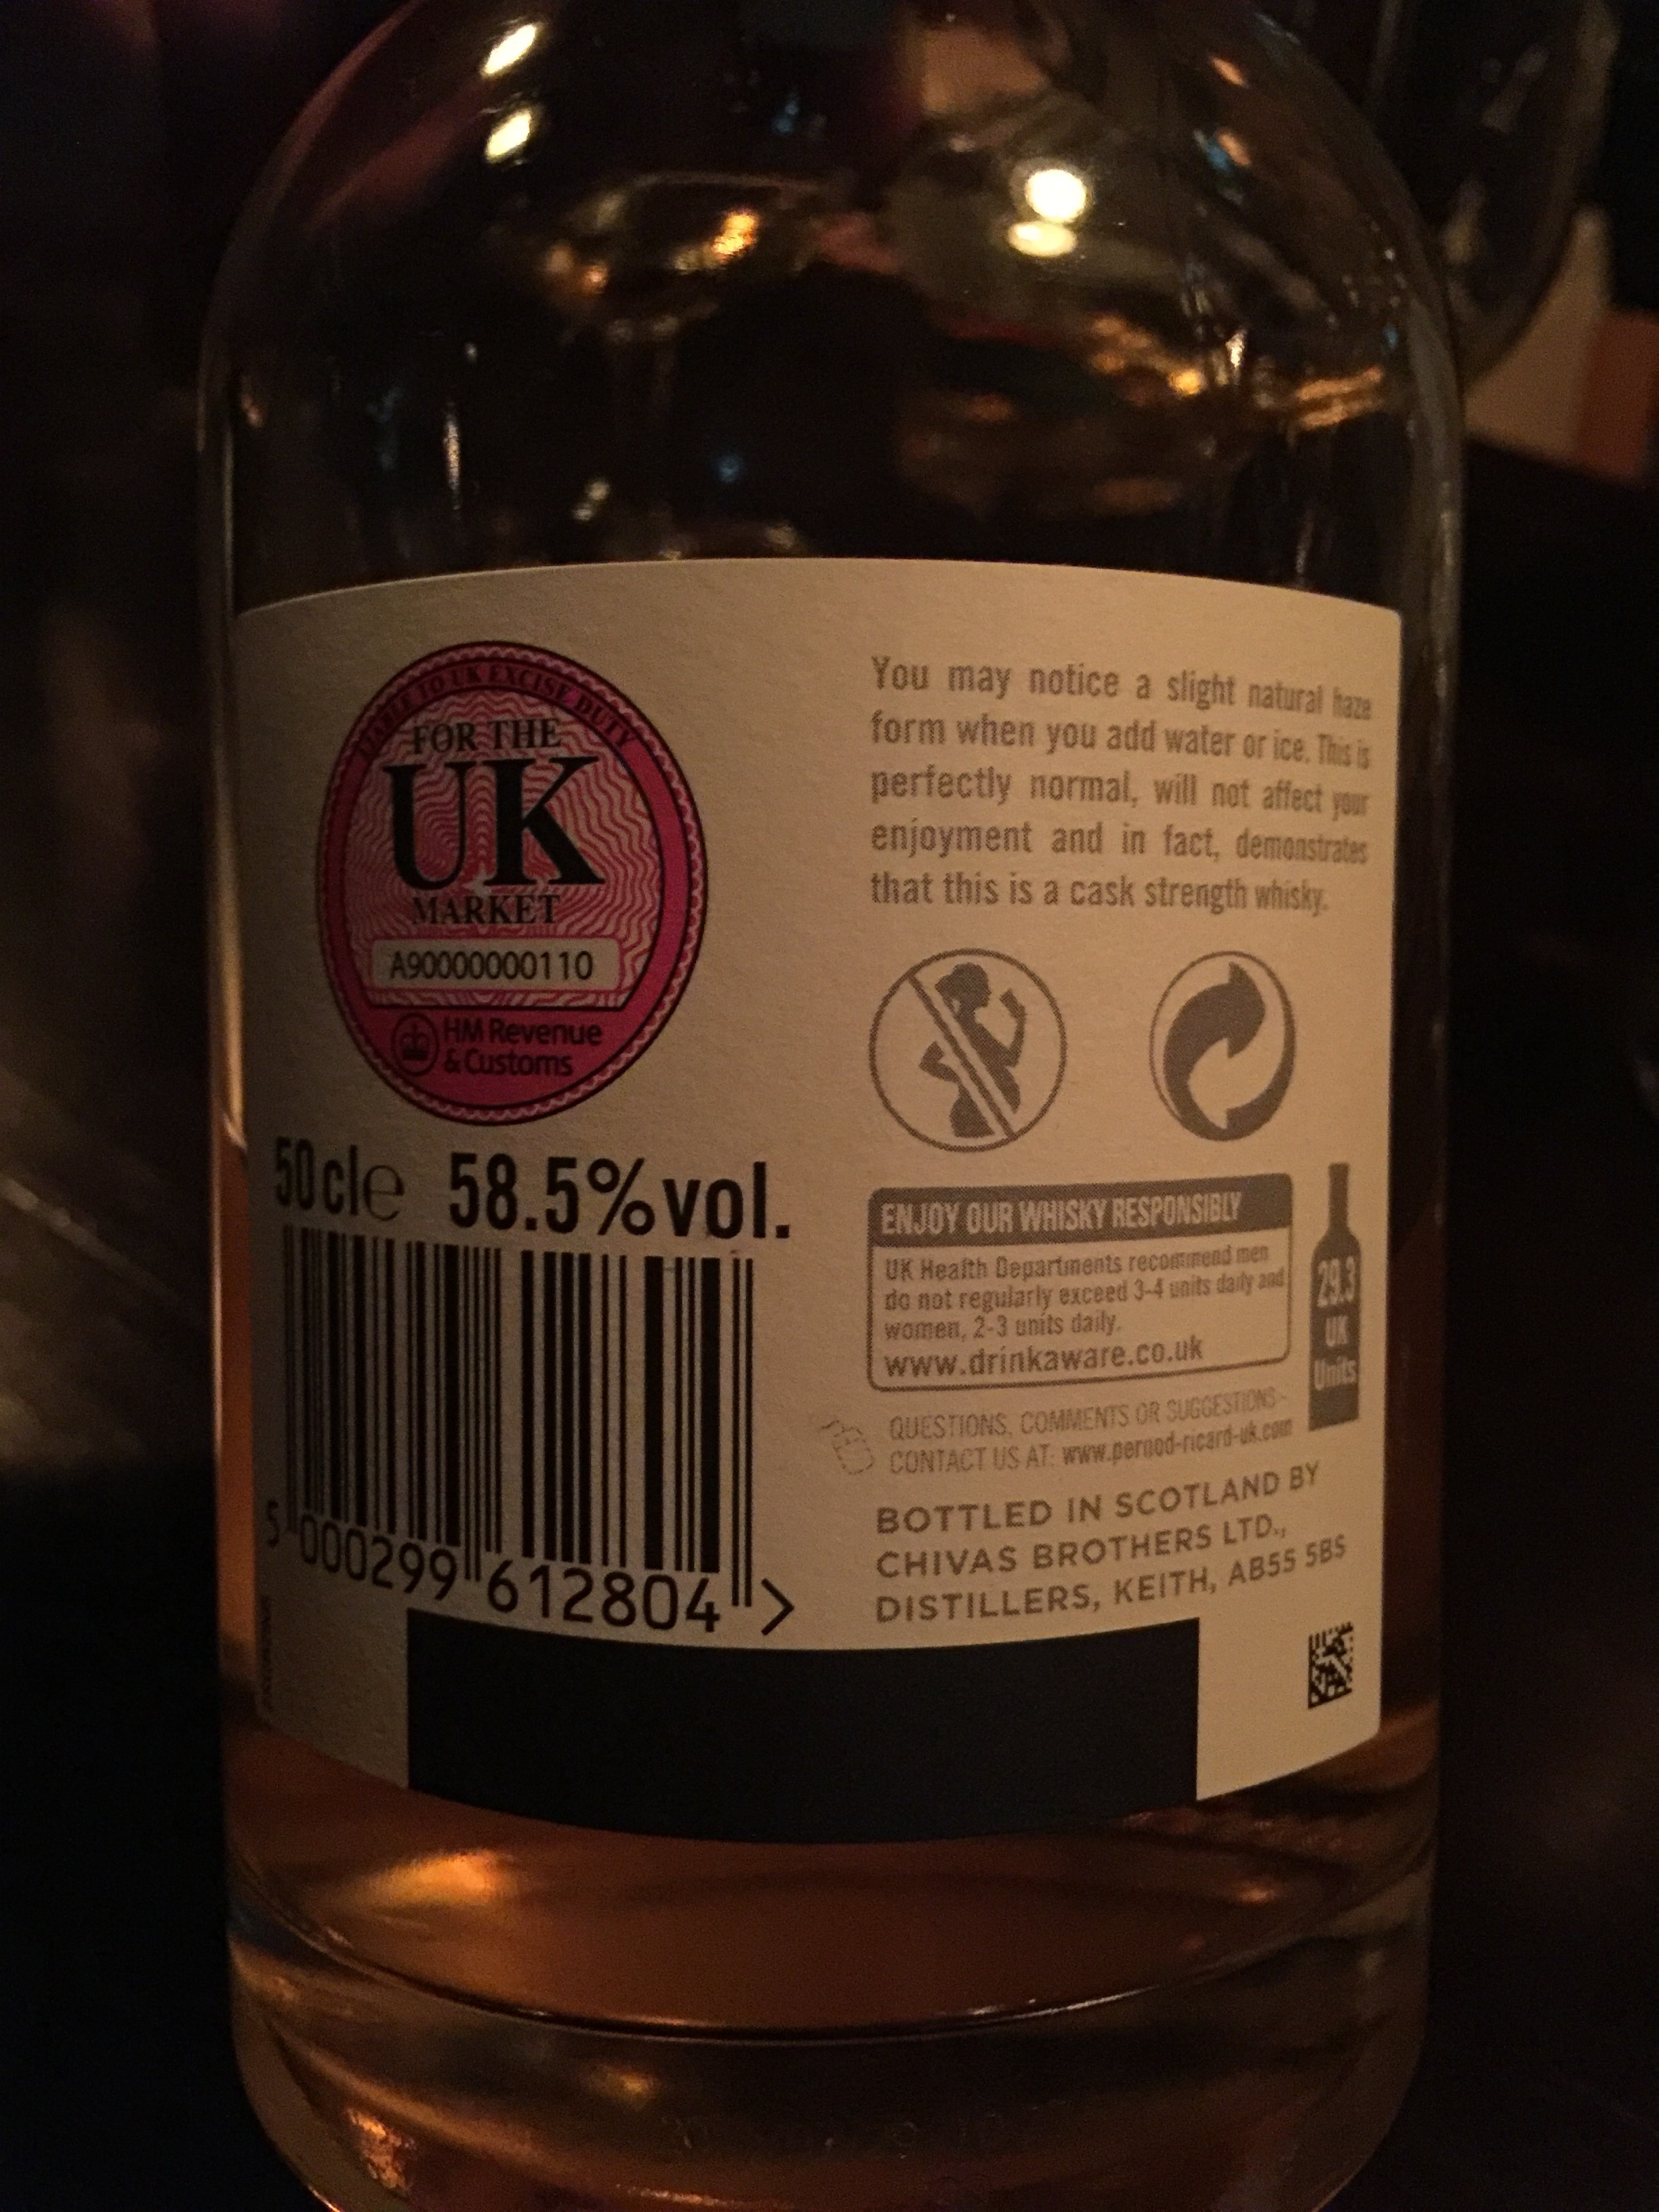 LIABLE TO UK EXCISE DUTY
FOR THE
UK
MARKET
A90000000110
HM Revenue
& Customs
50cle 58.5%vol.
5 000299 612804 >
You may notice a slight natural haze
form when you add water or ice. This is
perfectly normal, will not affect your
enjoyment and in fact, demonstrates
that this is a cask strength whisky.
ENJOY OUR WHISKY RESPONSIBLY
UK Health Departments recommend men
do not regularly exceed 3-4 units daily and
women, 2-3 units daily.
www.drinkaware.co.uk
29.3
UK
Units
QUESTIONS, COMMENTS OR SUGGESTIONS-
CONTACT US AT: www.pernod-ricard-uk.com
BOTTLED IN SCOTLAND BY
CHIVAS BROTHERS LTD.,
DISTILLERS, KEITH, AB55 5BS